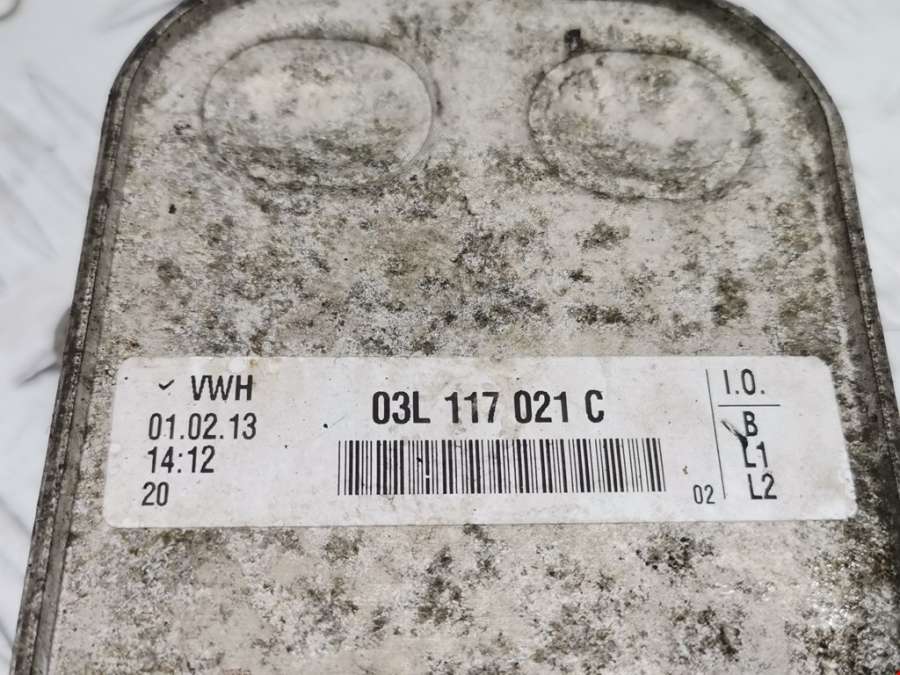 ✓ VWH
01.02.13
14:12
20
03L 117 021 C
02
I.O.
B
L1
L2